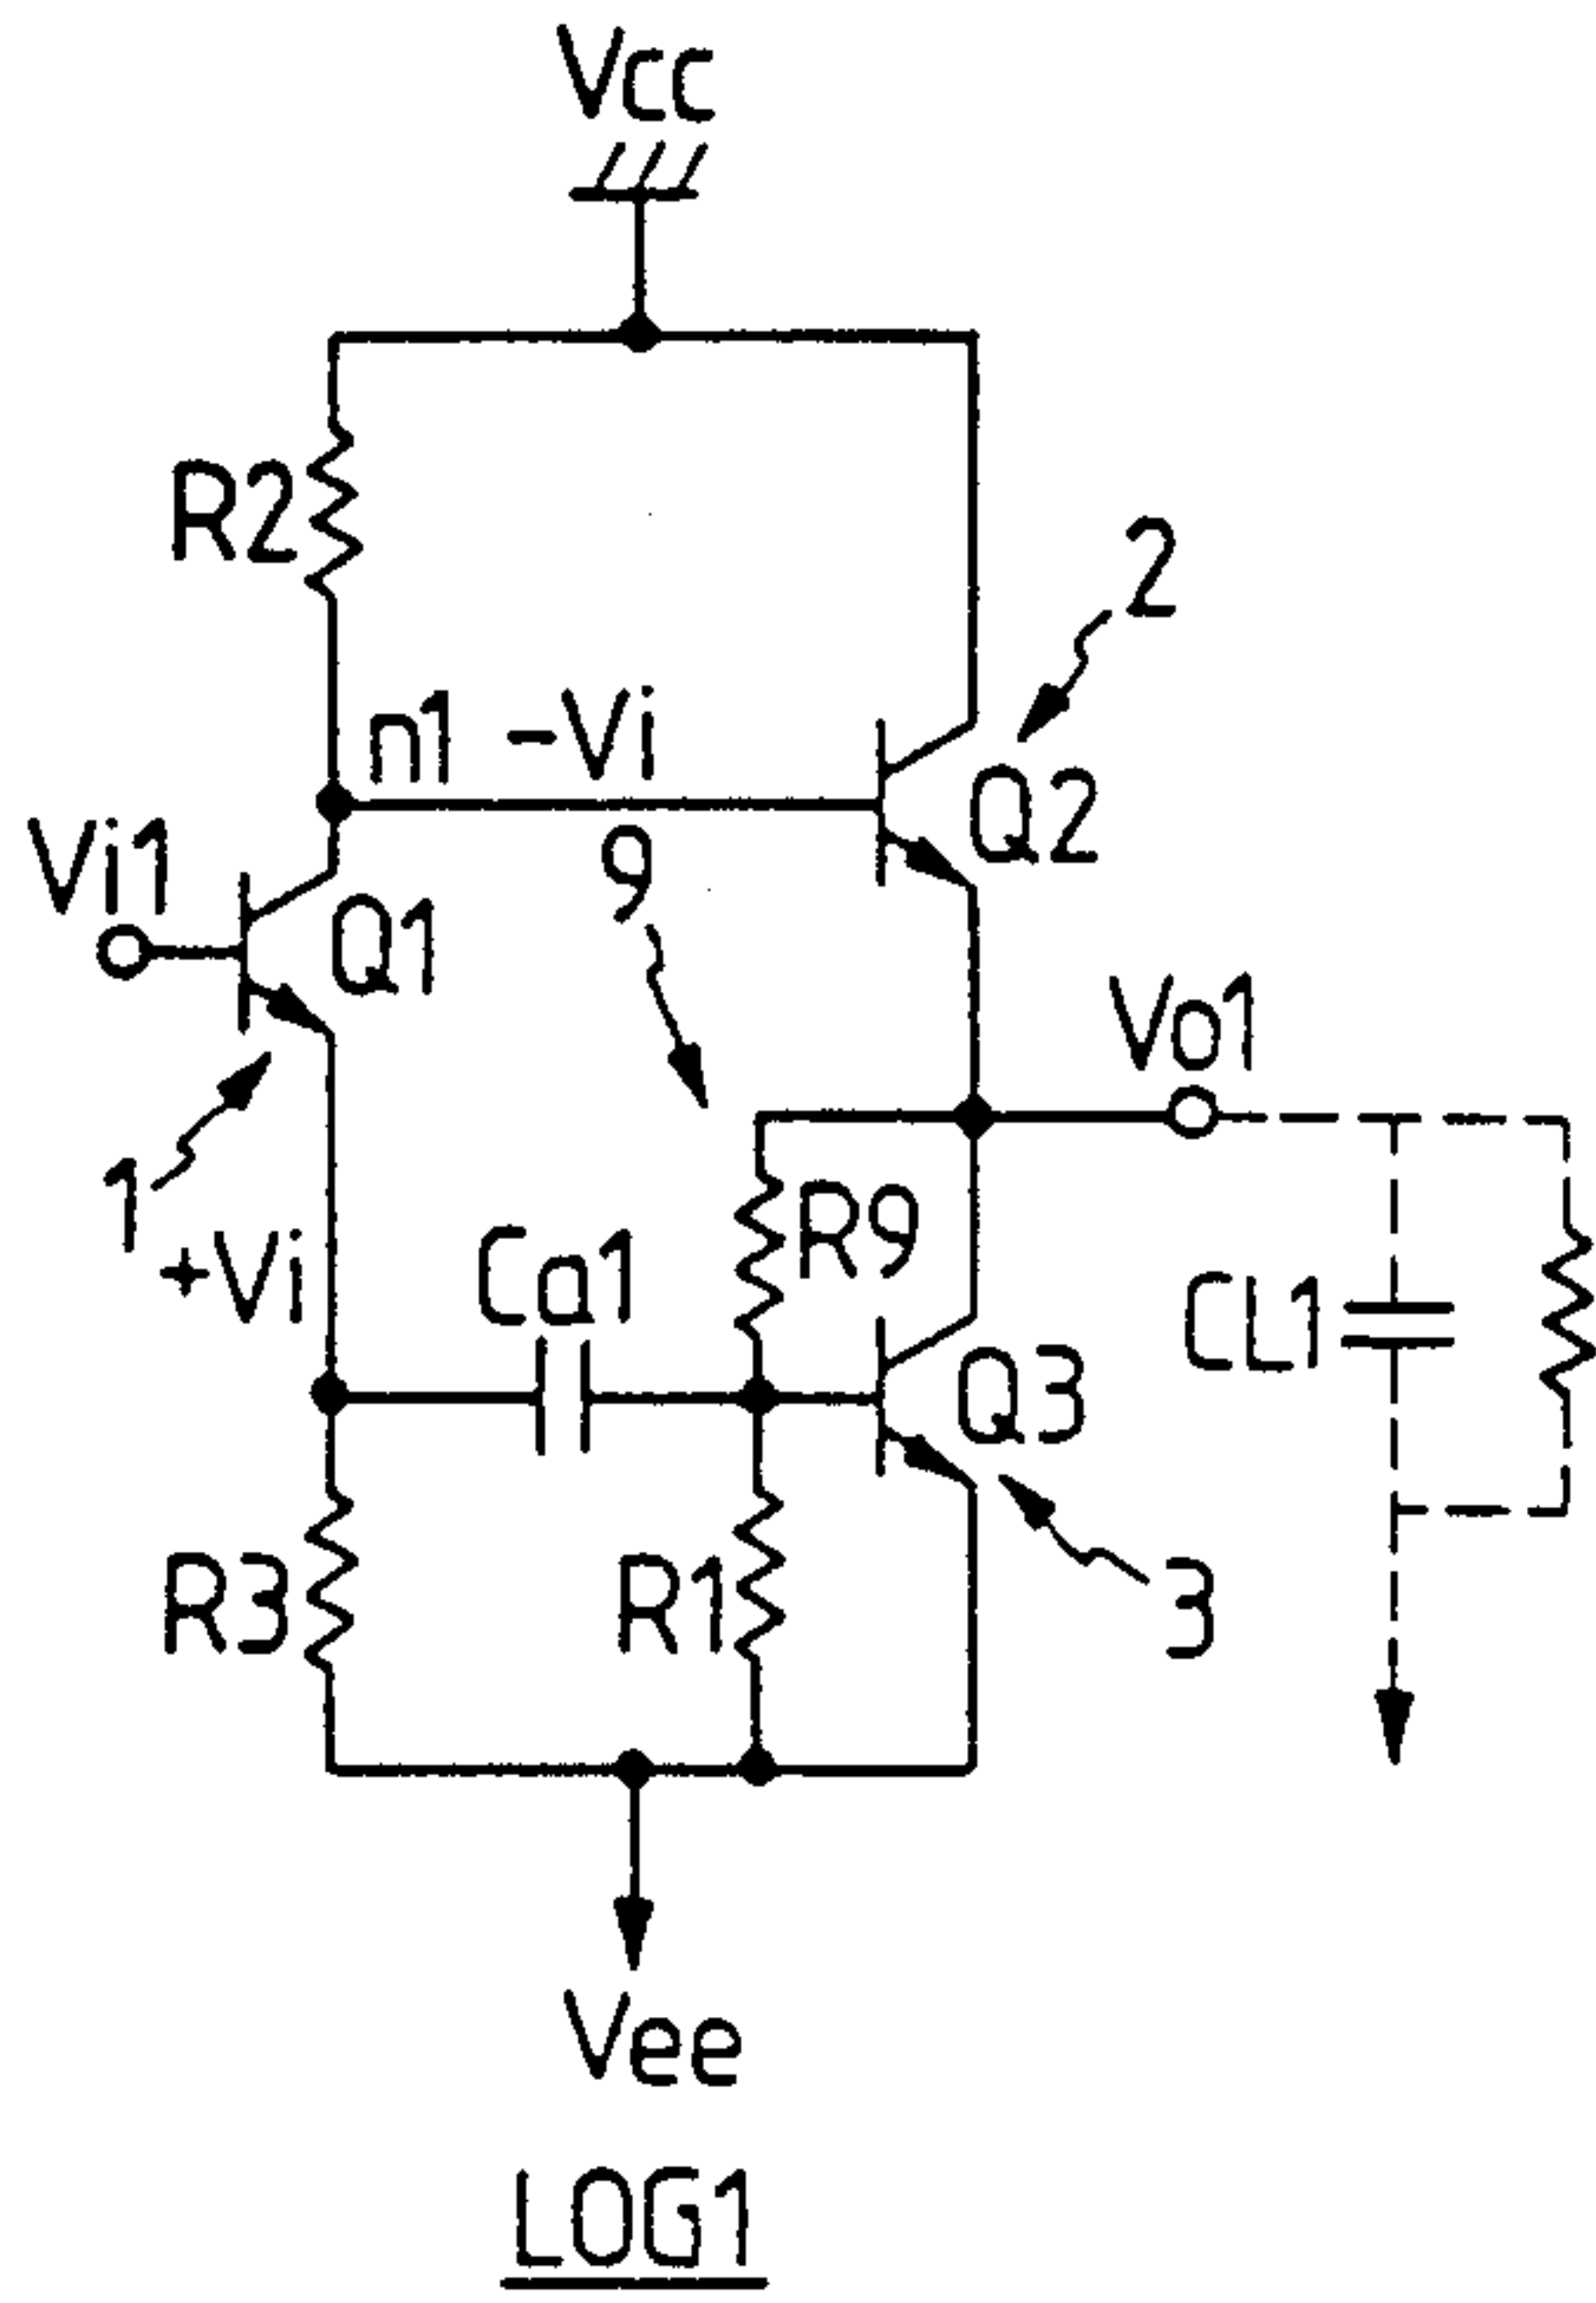 Vcc
R2
2
n1 -Vi
Q2
Vi1
Q1
9
Vo1
1
+Vi
Ca1
R9
CL1
Q3
R3
R1
3
Vee
LOG1